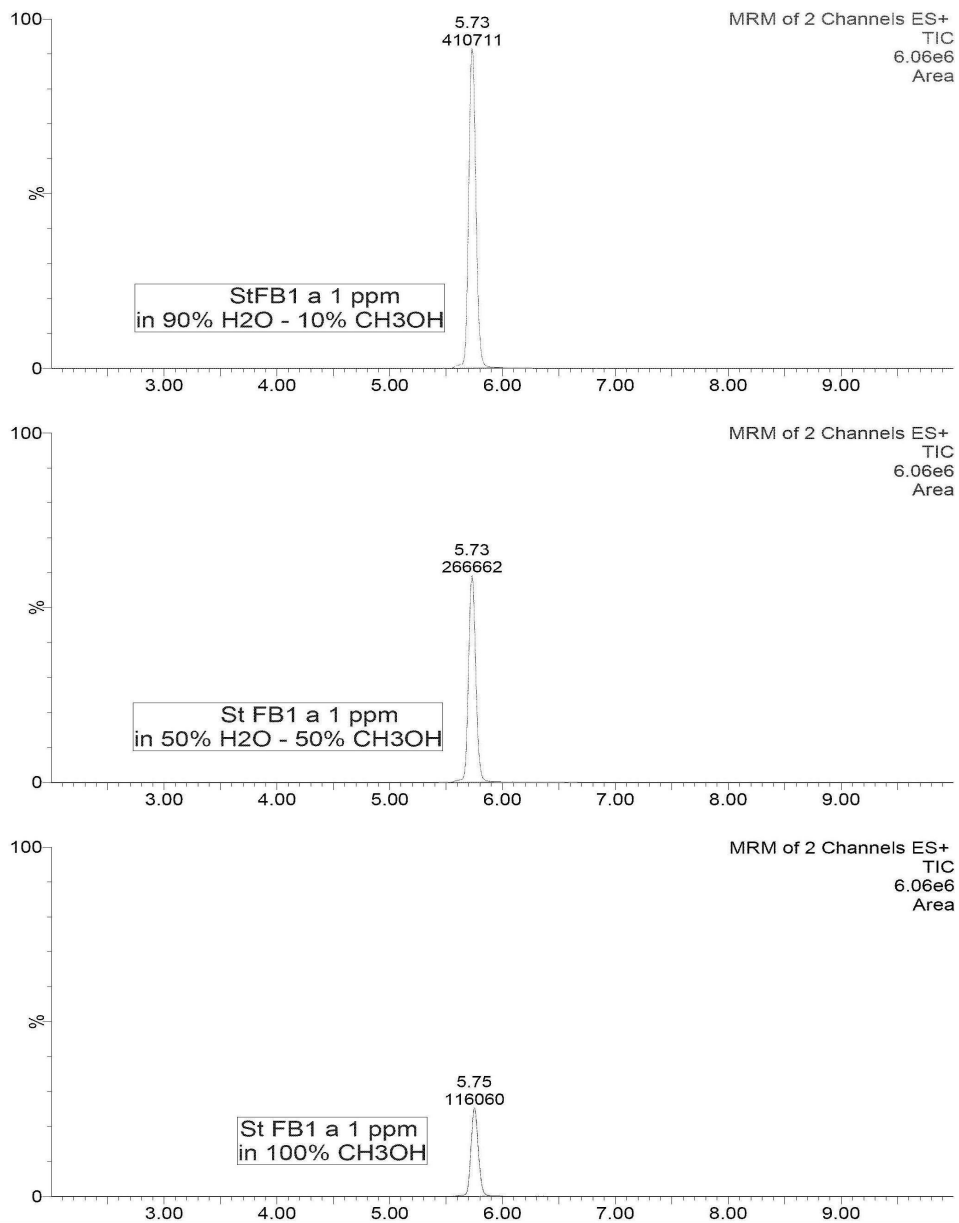 100
5.73
410711
MRM of 2 Channels ES+
TIC
6.06e6
Area
%
StFB1 a 1 ppm
in 90% H2O - 10% CH3OH
0
3.00 4.00 5.00 6.00 7.00 8.00 9.00
100
MRM of 2 Channels ES+
TIC
6.06e6
Area
5.73
266662
%
St FB1 a 1 ppm
in 50% H2O - 50% CH3OH
0
3.00 4.00 5.00 6.00 7.00 8.00 9.00
100
MRM of 2 Channels ES+
TIC
6.06e6
Area
%
5.75
116060
St FB1 a 1 ppm
in 100% CH3OH
0
3.00 4.00 5.00 6.00 7.00 8.00 9.00